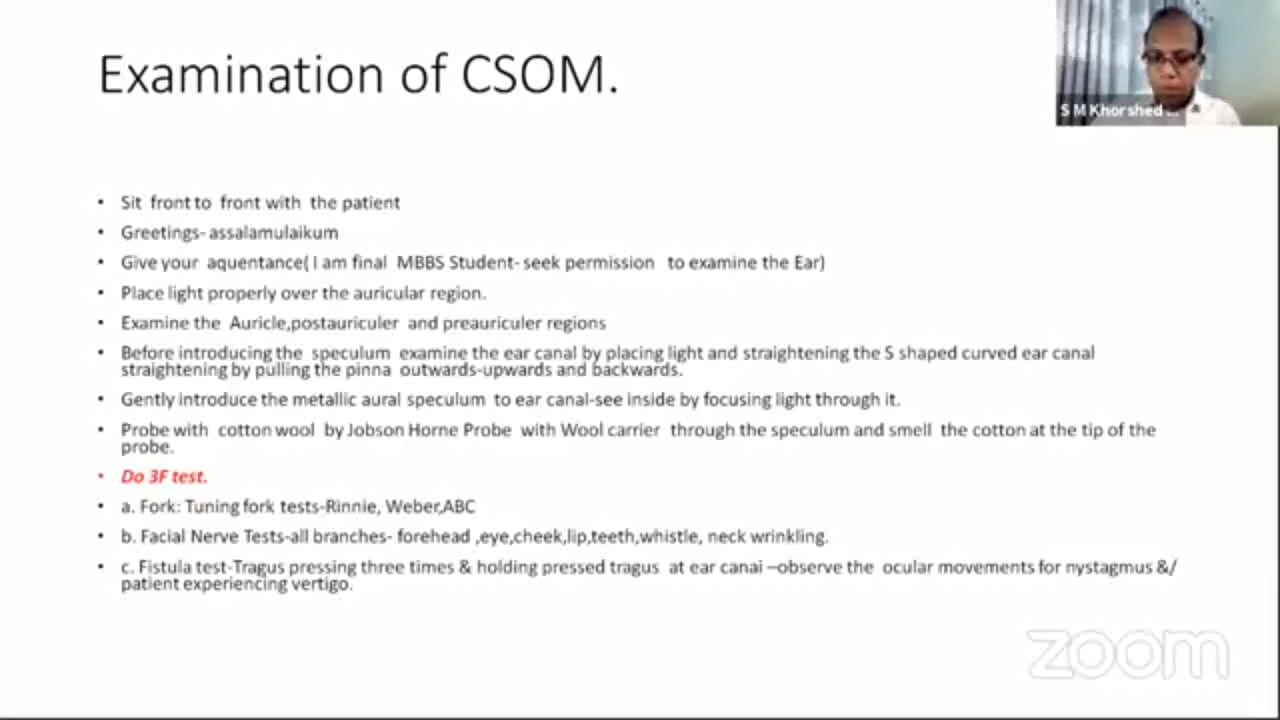 Examination of CSOM.
S M Khorshed ...
• Sit front to front with the patient
• Greetings- assalamulaikum
• Give your aquentance( I am final MBBS Student- seek permission to examine the Ear)
• Place light properly over the auricular region.
• Examine the Auricle,postauriculer and preauriculer regions
• Before introducing the speculum examine the ear canal by placing light and straightening the S shaped curved ear canal
straightening by pulling the pinna outwards-upwards and backwards.
• Gently introduce the metallic aural speculum to ear canal-see inside by focusing light through it.
• Probe with cotton wool by Jobson Horne Probe with Wool carrier through the speculum and smell the cotton at the tip of the
probe.
• Do 3F test.
• a. Fork: Tuning fork tests-Rinnie, Weber,ABC
• b. Facial Nerve Tests-all branches- forehead ,eye,cheek,lip,teeth,whistle, neck wrinkling.
• c. Fistula test-Tragus pressing three times & holding pressed tragus at ear canal –observe the ocular movements for nystagmus &/
patient experiencing vertigo.
zoom